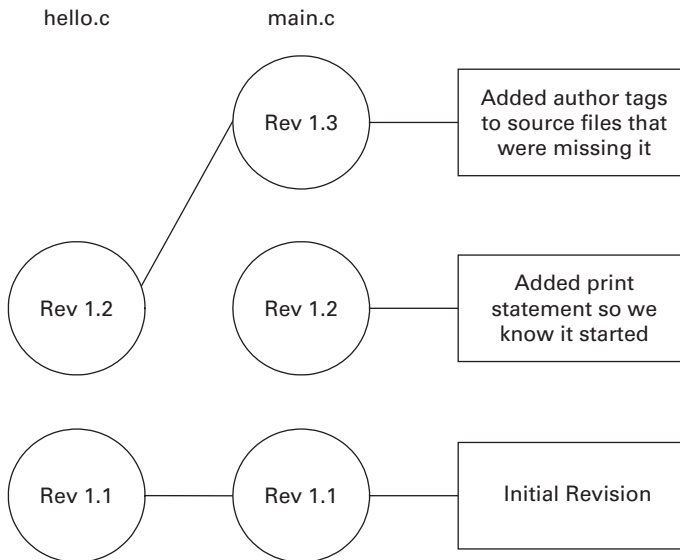 hello.c
main.c
Rev 1.3
Added author tags
to source files that
were missing it
Rev 1.2
Rev 1.2
Added print
statement so we
know it started
Rev 1.1
Rev 1.1
Initial Revision